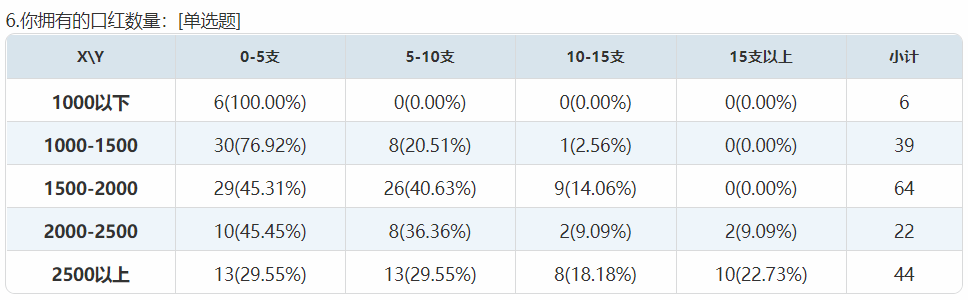 6.你拥有的口红数量：[单选题]
X\Y 0-5支 5-10支 10-15支 15支以上 小计
1000以下 6(100.00%) 0(0.00%) 0(0.00%) 0(0.00%) 6
1000-1500 30(76.92%) 8(20.51%) 1(2.56%) 0(0.00%) 39
1500-2000 29(45.31%) 26(40.63%) 9(14.06%) 0(0.00%) 64
2000-2500 10(45.45%) 8(36.36%) 2(9.09%) 2(9.09%) 22
2500以上 13(29.55%) 13(29.55%) 8(18.18%) 10(22.73%) 44